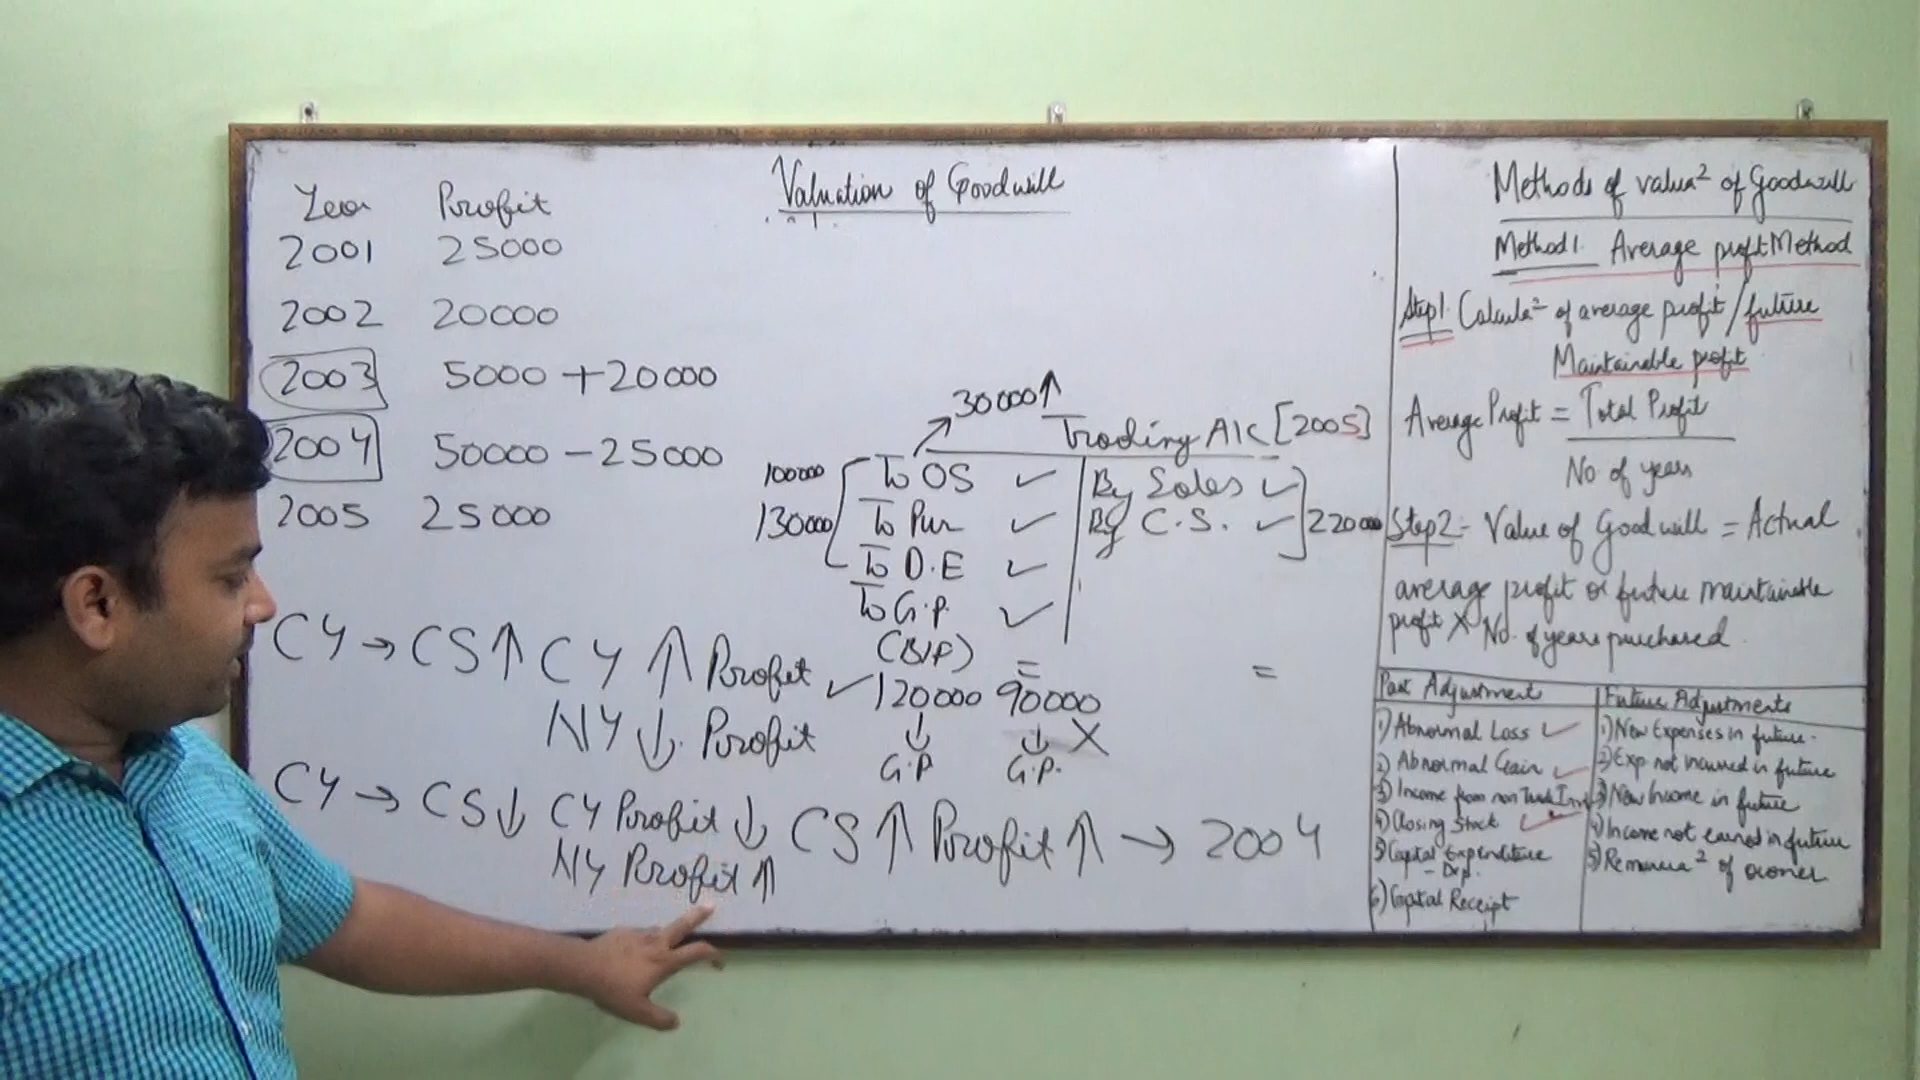 Valuation of Goodwill
Year Profit
2001 25000
2002 20000
2003 5000 + 20000
2004 50000 - 25000
2005 25000
30000↑
Trading A/C [2005]
100000 To OS ✓ By Sales ✓
130000 To Pur ✓ By C.S. ✓ 220000
To D.E ✓
To G.P. ✓
(B/F) =
✓ 120000 90000
↓ ↓ X
G.P G.P.
=
CY → CS↑ CY ↑ Profit
NY ↓ Profit
CY → CS↓ CY Profit ↓
NY Profit ↑
CS ↑ Profit ↑ → 2004
Methods of valua² of Goodwill
Method 1. Average profit Method
Step1. Calcula² of average profit / future
Maintainable profit
Average Profit = Total Profit
No of years
Step2 - Value of Goodwill = Actual
average profit or future maintainable
profit X No. of years purchased.
Past Adjustment
1) Abnormal Loss ✓
2) Abnormal Gain ✓
3) Income from non Trade Inv
4) Closing Stock ✓
5) Capital Expenditure
- Dep.
6) Capital Receipt
Future Adjustments
1) New Expenses in future.
2) Exp not incurred in future
3) New Income in future
4) Income not earned in future
5) Remunera² of owner